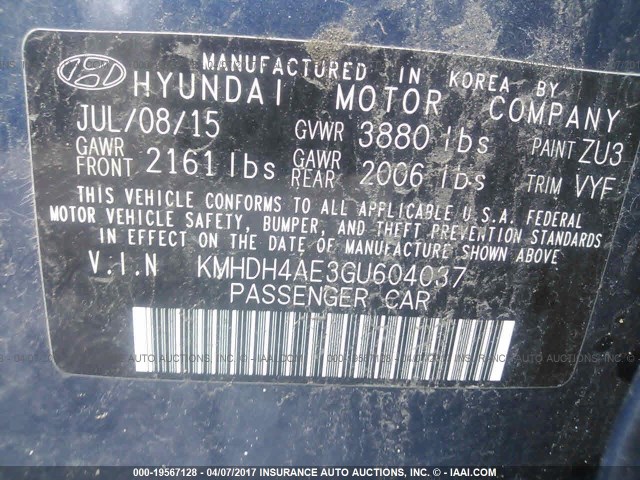 MANUFACTURED IN KOREA BY
HYUNDAI MOTOR COMPANY
JUL/08/15 GVWR 3880 lbs PAINT ZU3
GAWR FRONT 2161 lbs GAWR REAR 2006 lbs TRIM VYF
THIS VEHICLE CONFORMS TO ALL APPLICABLE U.S.A. FEDERAL
MOTOR VEHICLE SAFETY, BUMPER, AND THEFT PREVENTION STANDARDS
IN EFFECT ON THE DATE OF MANUFACTURE SHOWN ABOVE.
V.I.N KMHDH4AE3GU604037
PASSENGER CAR
000-19567128 - 04/07/2017 INSURANCE AUTO AUCTIONS (C) - IAAI.COM